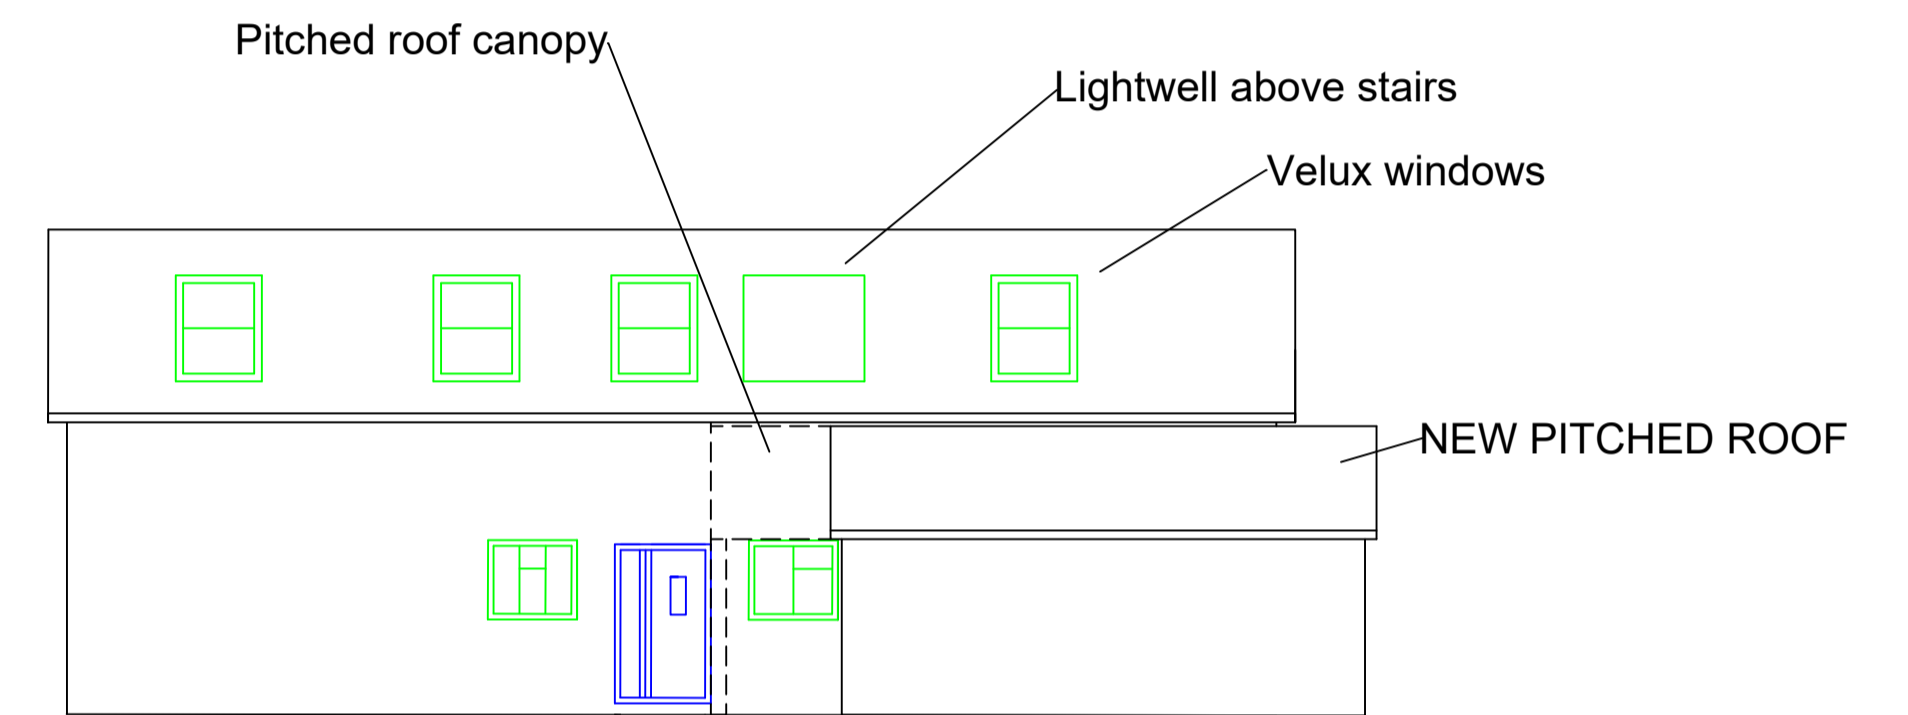 Pitched roof canopy
Lightwell above stairs
Velux windows
NEW PITCHED ROOF